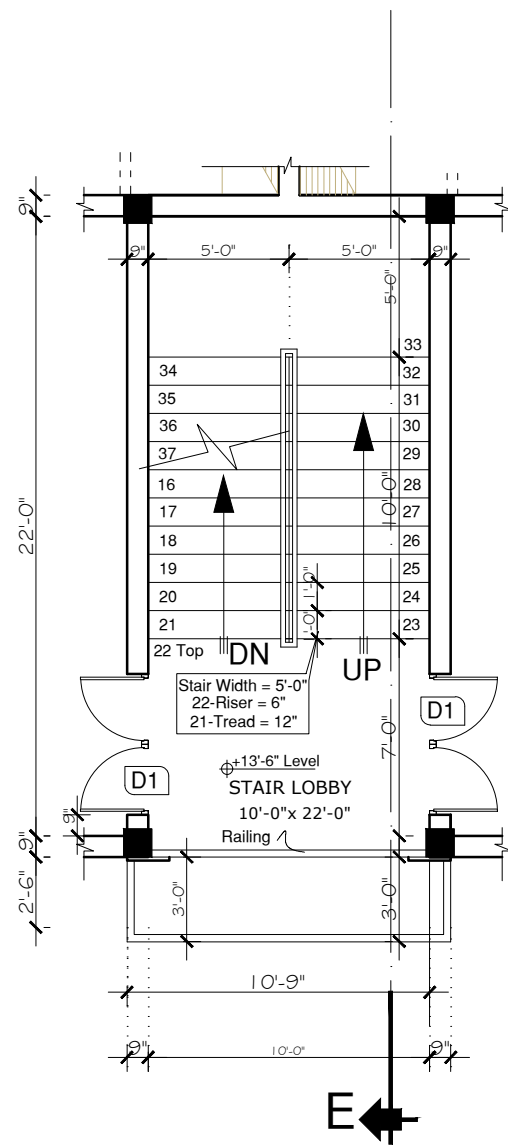 9"
9" 5'-0" 5'-0" 9"
5'-0"
33
34 32
35 31
36 30
37 29
16 28
17 27
18 26
19 25
20 24
21 23
10'-0"
1'-0"
1'-0"
22'-0"
22 Top DN UP
Stair Width = 5'-0"
22-Riser = 6"
21-Tread = 12"
D1
D1
7'-0"
+13'-6" Level
STAIR LOBBY
10'-0"x 22'-0"
Railing
9"
9"
2'-6"
3'-0"
3'-0"
10'-9"
9" 10'-0" 9"
E